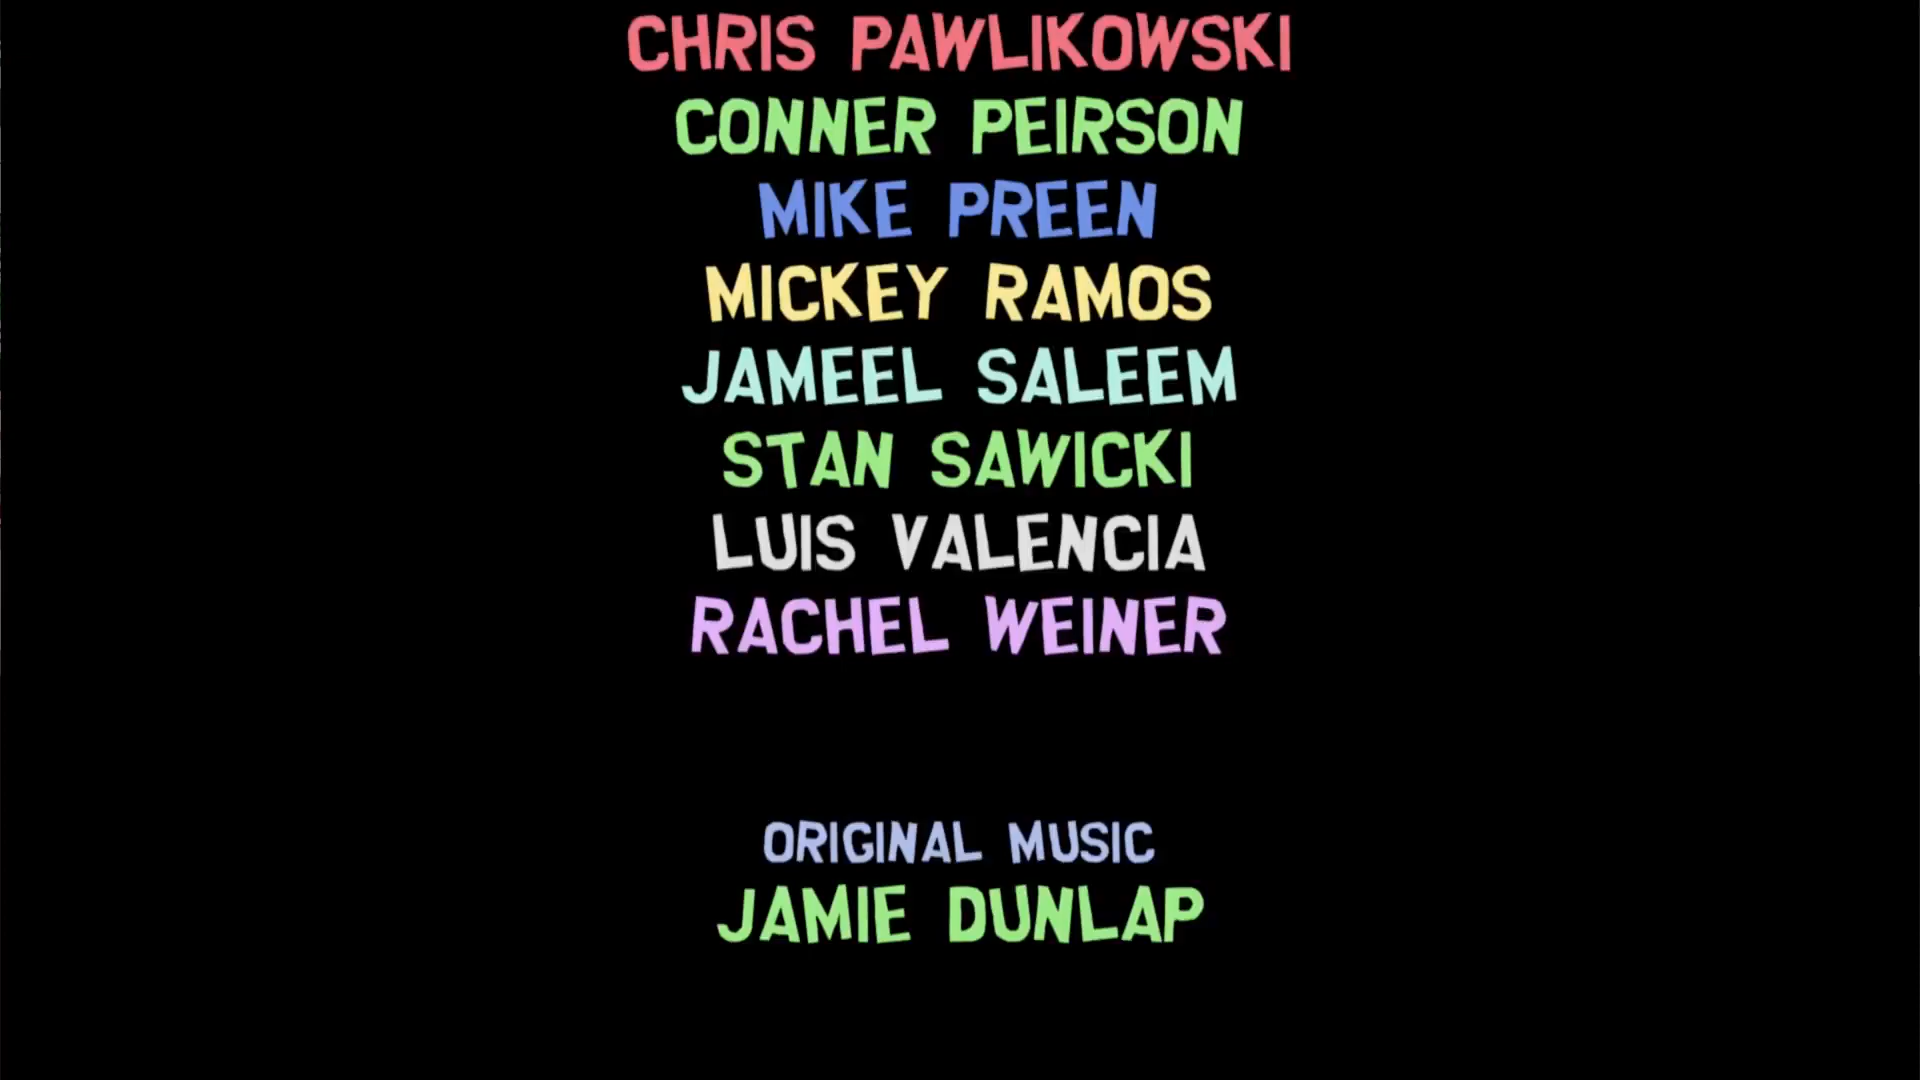 CHRIS PAWLIKOWSKI
CONNER PEIRSON
MIKE PREEN
MICKEY RAMOS
JAMEEL SALEEM
STAN SAWICKI
LUIS VALENCIA
RACHEL WEINER
ORIGINAL MUSIC
JAMIE DUNLAP